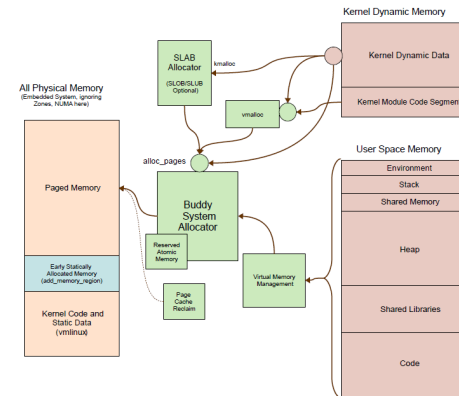 Kernel Dynamic Memory
SLAB
Allocator
(SLOB/SLUB
Optional)
kmalloc
Kernel Dynamic Data
All Physical Memory
(Embedded System, ignoring
Zones, NUMA here)
vmalloc
Kernel Module Code Segment
alloc_pages
User Space Memory
Environment
Stack
Shared Memory
Paged Memory
Buddy
System
Allocator
Heap
Reserved
Atomic
Memory
Early Statically
Allocated Memory
(add_memory_region)
Virtual Memory
Management
Page
Cache
Reclaim
Shared Libraries
Kernel Code and
Static Data
(vmlinux)
Code